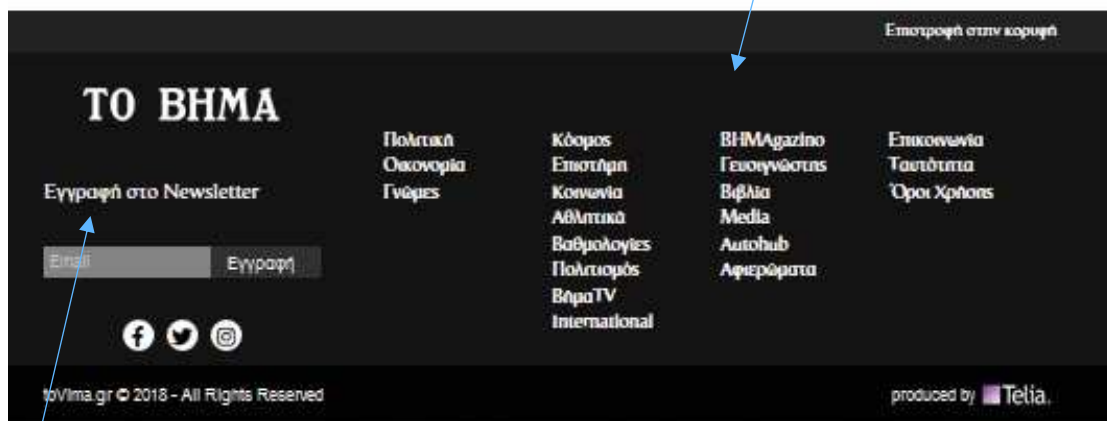 Επιστροφή στην κορυφή
ΤΟ ΒΗΜΑ
Εγγραφή στο Newsletter
Email
Εγγραφή
Πολιτική
Οικονομία
Γνώμες
Κόσμος
Επιστήμη
Κοινωνία
Αθλητικά
Βαθμολογίες
Πολιτισμός
ΒήμαTV
International
BHMAgazino
Γευσιγνώστης
Βιβλία
Media
Autohub
Αφιερώματα
Επικοινωνία
Ταυτότητα
Όροι Χρήσης
toVima.gr © 2018 - All Rights Reserved
produced by Telia.